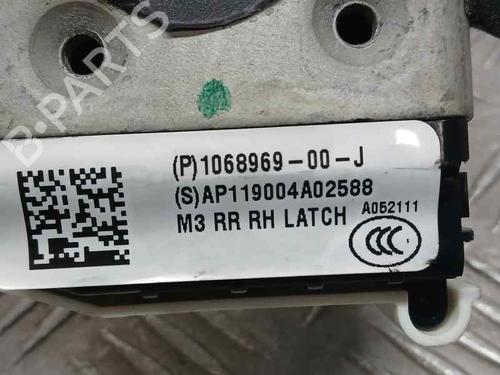 B-PARTS
(P)1068969-00-J
(S)AP119004A02588
M3 RR RH LATCH A052111
CCC